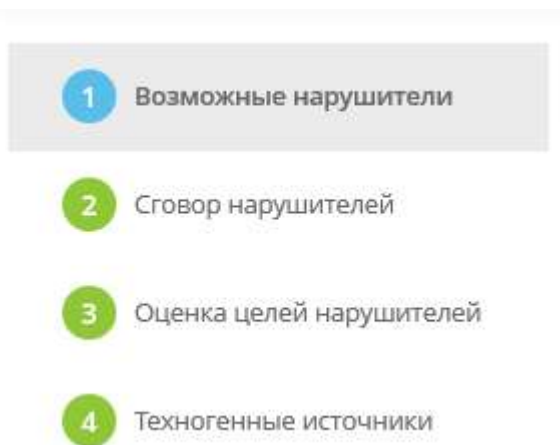 1 Возможные нарушители
2 Сговор нарушителей
3 Оценка целей нарушителей
4 Техногенные источники